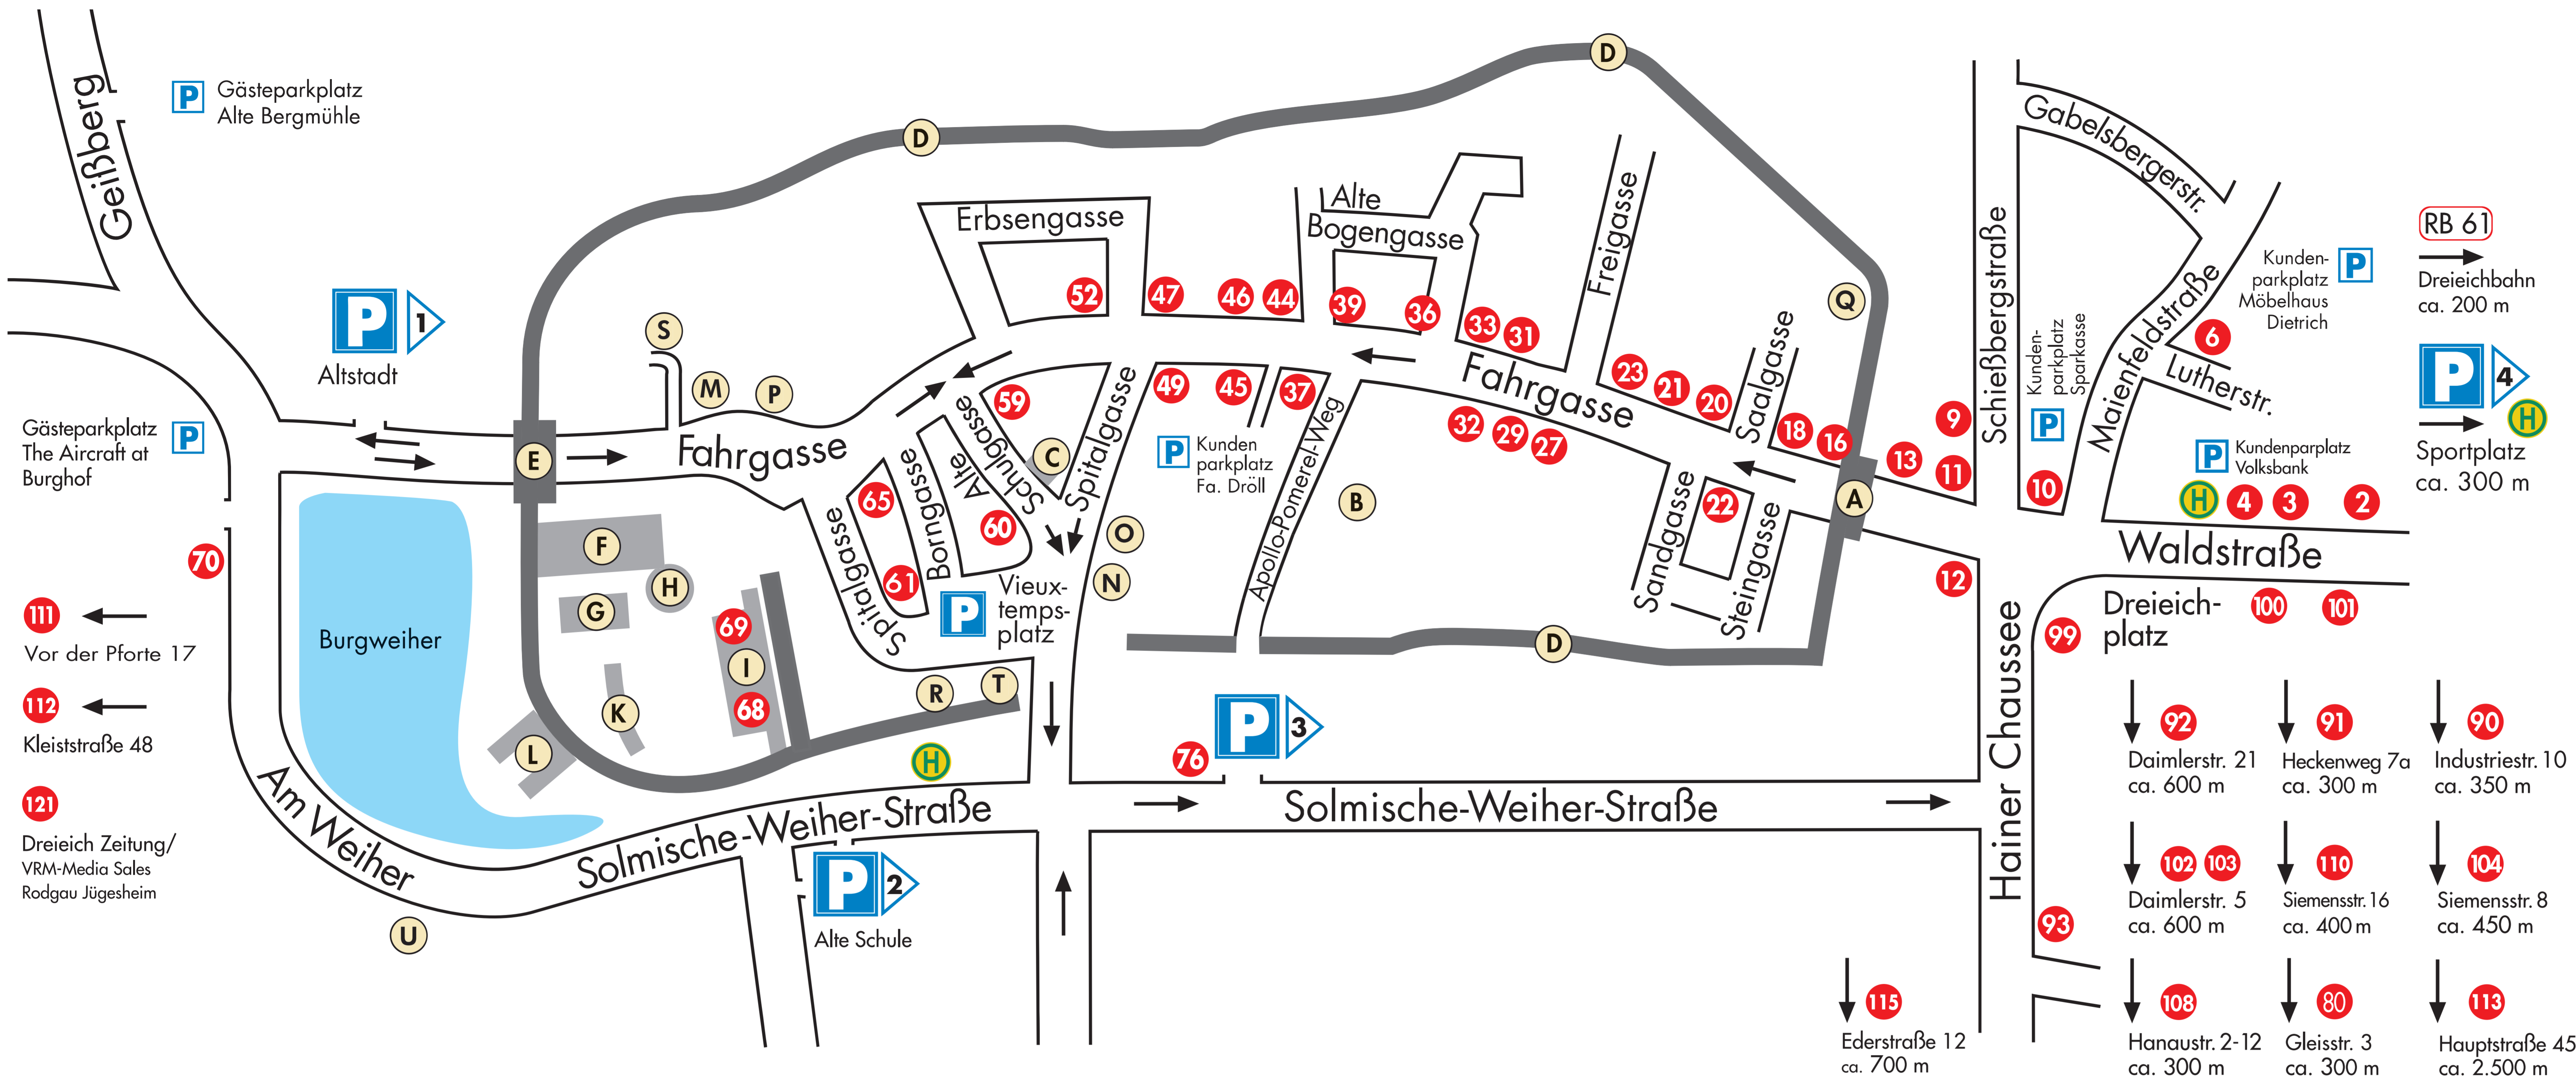 Geißberg
P
Gästeparkplatz
Alte Bergmühle
P
1
Altstadt
Gästeparkplatz
The Aircraft at
Burghof
P
70
111
Vor der Pforte 17
112
Kleiststraße 48
121
Dreieich Zeitung/
VRM-Media Sales
Rodgau Jügesheim
Burgweiher
Am Weiher
U
D
D
D
E
S
M
P
Fahrgasse
F
H
G
K
L
69
I
68
R
T
H
Erbsengasse
52
47
46
44
Alte
Bogengasse
39
36
33
31
Freigasse
Fahrgasse
23
21
20
Saalgasse
18
16
Q
A
13
11
9
12
59
Alte
Schulgasse
C
Spitalgasse
60
Borngasse
65
61
Spitalgasse
P
Vieux-
temps-
platz
O
N
49
45
37
P
Kunden
parkplatz
Fa. Dröll
Apollo-Pomerel-Weg
B
32
29
27
Sandgasse
22
Steingasse
76
P
3
Solmische-Weiher-Straße
Solmische-Weiher-Straße
P
2
Alte Schule
Schießbergstraße
Gabelsbergerstr.
Kunden-
parkplatz
Sparkasse
P
10
Maienfeldstraße
Kunden-
parkplatz
Möbelhaus
Dietrich
P
6
Lutherstr.
P
Kundenparplatz
Volksbank
H
4
3
2
Waldstraße
RB 61
Dreieichbahn
ca. 200 m
P
4
H
Sportplatz
ca. 300 m
Dreieich-
platz
100
101
99
Hainer Chaussee
93
92
Daimlerstr. 21
ca. 600 m
91
Heckenweg 7a
ca. 300 m
90
Industriestr. 10
ca. 350 m
102
103
Daimlerstr. 5
ca. 600 m
110
Siemensstr. 16
ca. 400 m
104
Siemensstr. 8
ca. 450 m
115
Ederstraße 12
ca. 700 m
108
Hanaustr. 2-12
ca. 300 m
80
Gleisstr. 3
ca. 300 m
113
Hauptstraße 45
ca. 2.500 m